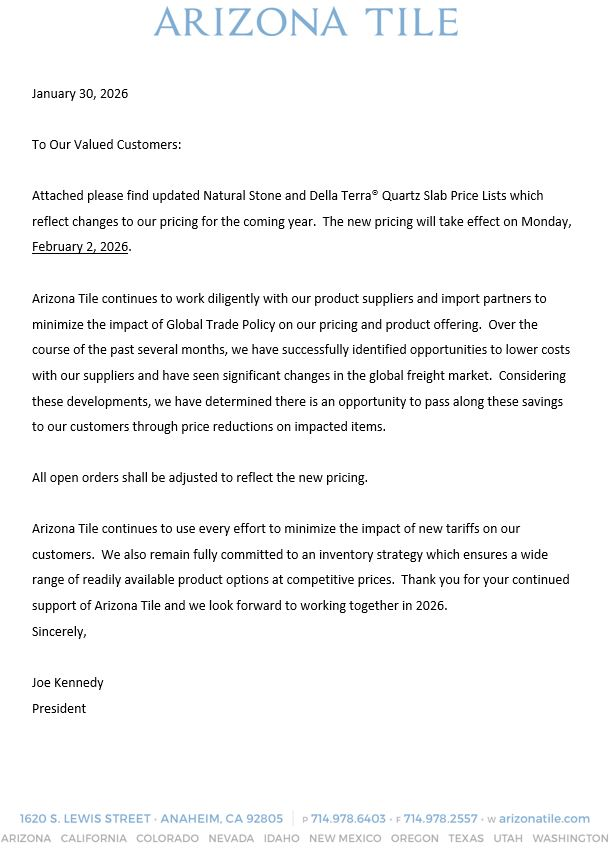 ARIZONA TILE
January 30, 2026
To Our Valued Customers:
Attached please find updated Natural Stone and Della Terra® Quartz Slab Price Lists which
reflect changes to our pricing for the coming year.  The new pricing will take effect on Monday,
February 2, 2026.
Arizona Tile continues to work diligently with our product suppliers and import partners to
minimize the impact of Global Trade Policy on our pricing and product offering.  Over the
course of the past several months, we have successfully identified opportunities to lower costs
with our suppliers and have seen significant changes in the global freight market.  Considering
these developments, we have determined there is an opportunity to pass along these savings
to our customers through price reductions on impacted items.
All open orders shall be adjusted to reflect the new pricing.
Arizona Tile continues to use every effort to minimize the impact of new tariffs on our
customers.  We also remain fully committed to an inventory strategy which ensures a wide
range of readily available product options at competitive prices.  Thank you for your continued
support of Arizona Tile and we look forward to working together in 2026.
Sincerely,
Joe Kennedy
President
1620 S. LEWIS STREET · ANAHEIM, CA 92805 | P 714.978.6403 · F 714.978.2557 · W arizonatile.com
ARIZONA CALIFORNIA COLORADO NEVADA IDAHO NEW MEXICO OREGON TEXAS UTAH WASHINGTON